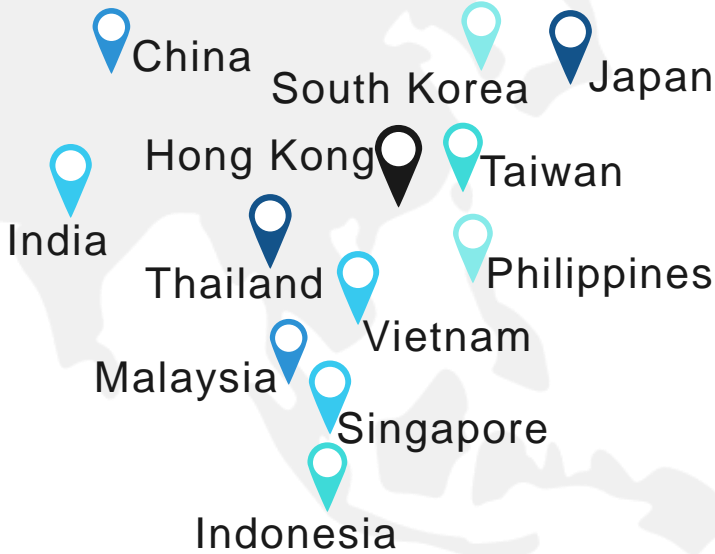 China
South Korea
Japan
Hong Kong
Taiwan
India
Thailand
Philippines
Vietnam
Malaysia
Singapore
Indonesia